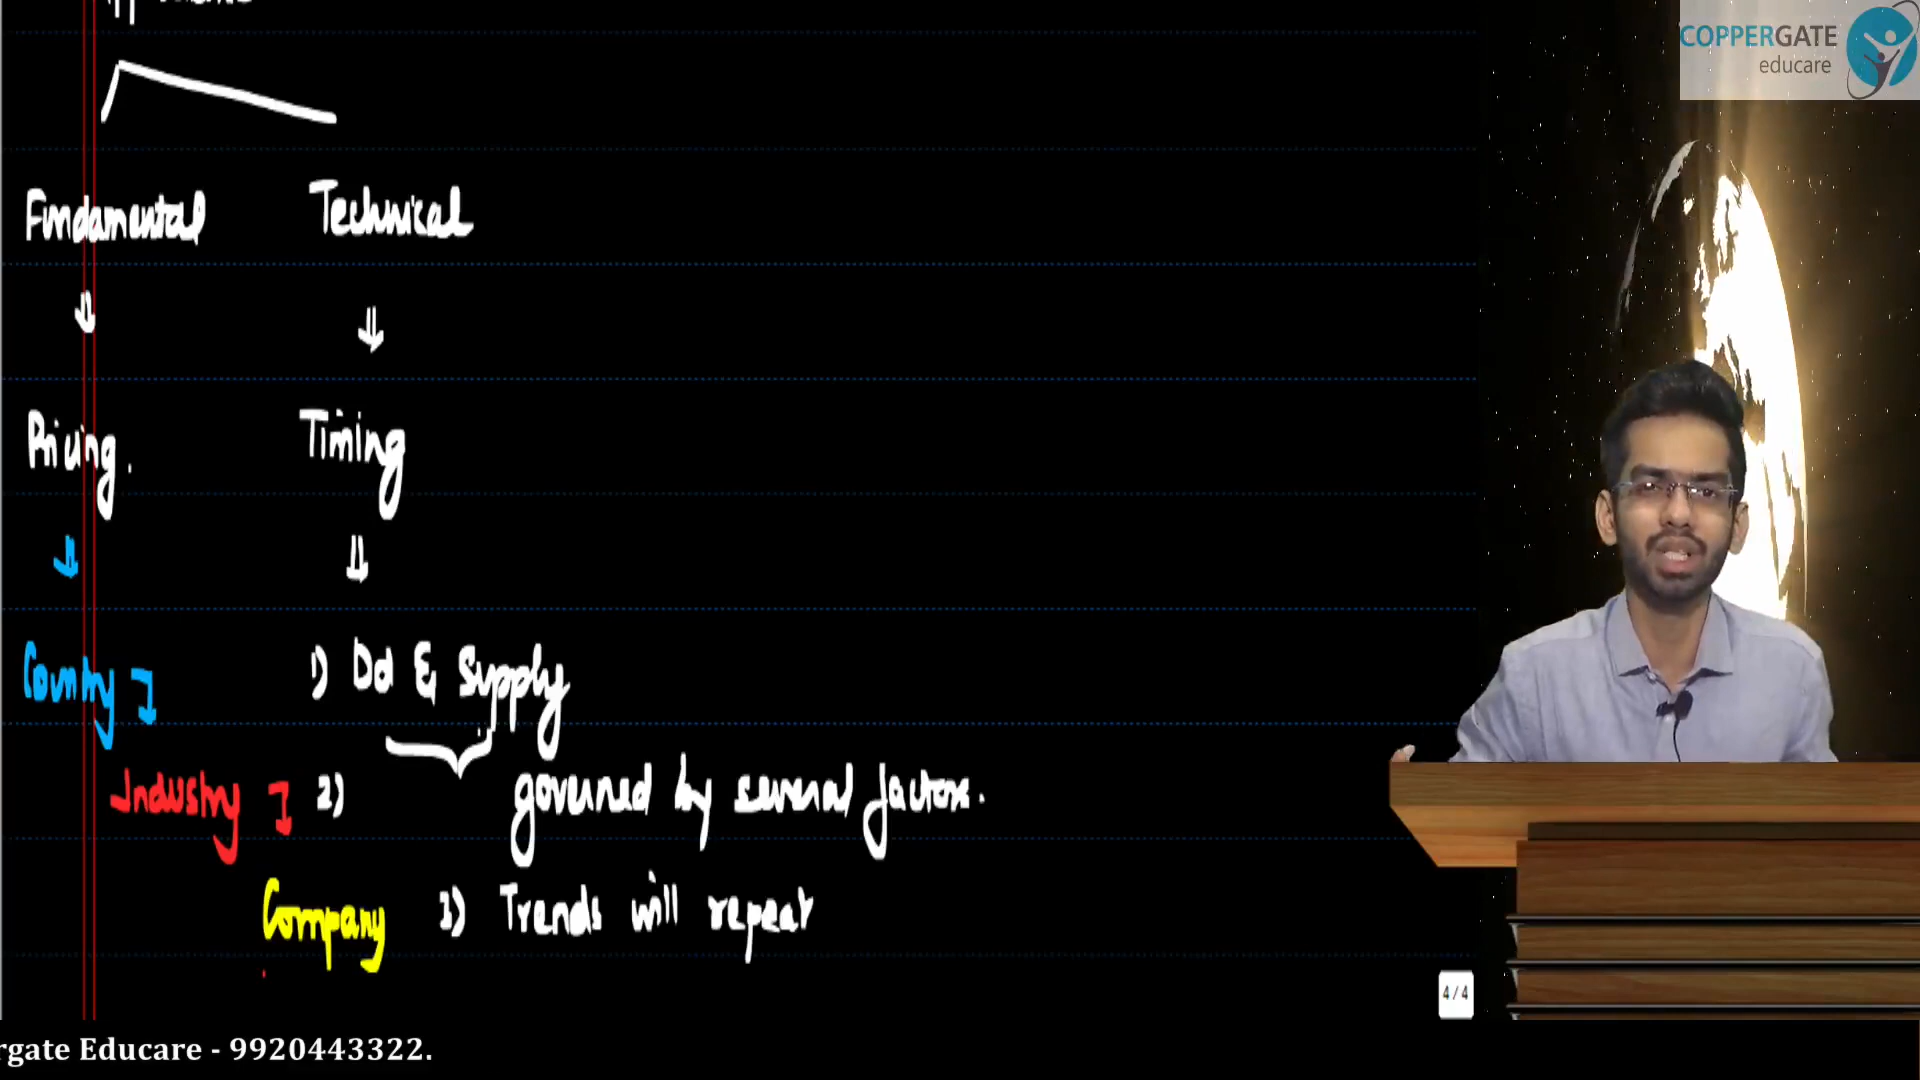 COPPERGATE
educare
Fundamental Technical
Pricing. Timing
1) Dd & Supply
Country
Industry 2) governed by several factors.
Company 3) Trends will repeat
4 / 4
rgate Educare - 9920443322.